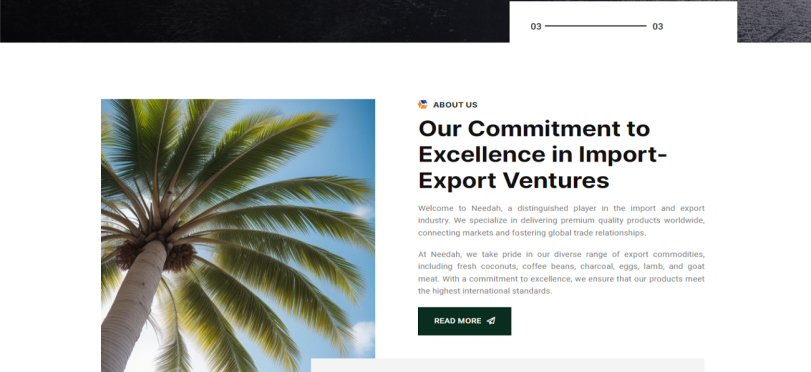 03 03
ABOUT US
Our Commitment to
Excellence in Import-
Export Ventures
Welcome to Needah, a distinguished player in the import and export
industry. We specialize in delivering premium quality products worldwide,
connecting markets and fostering global trade relationships.
At Needah, we take pride in our diverse range of export commodities,
including fresh coconuts, coffee beans, charcoal, eggs, lamb, and goat
meat. With a commitment to excellence, we ensure that our products meet
the highest international standards.
READ MORE